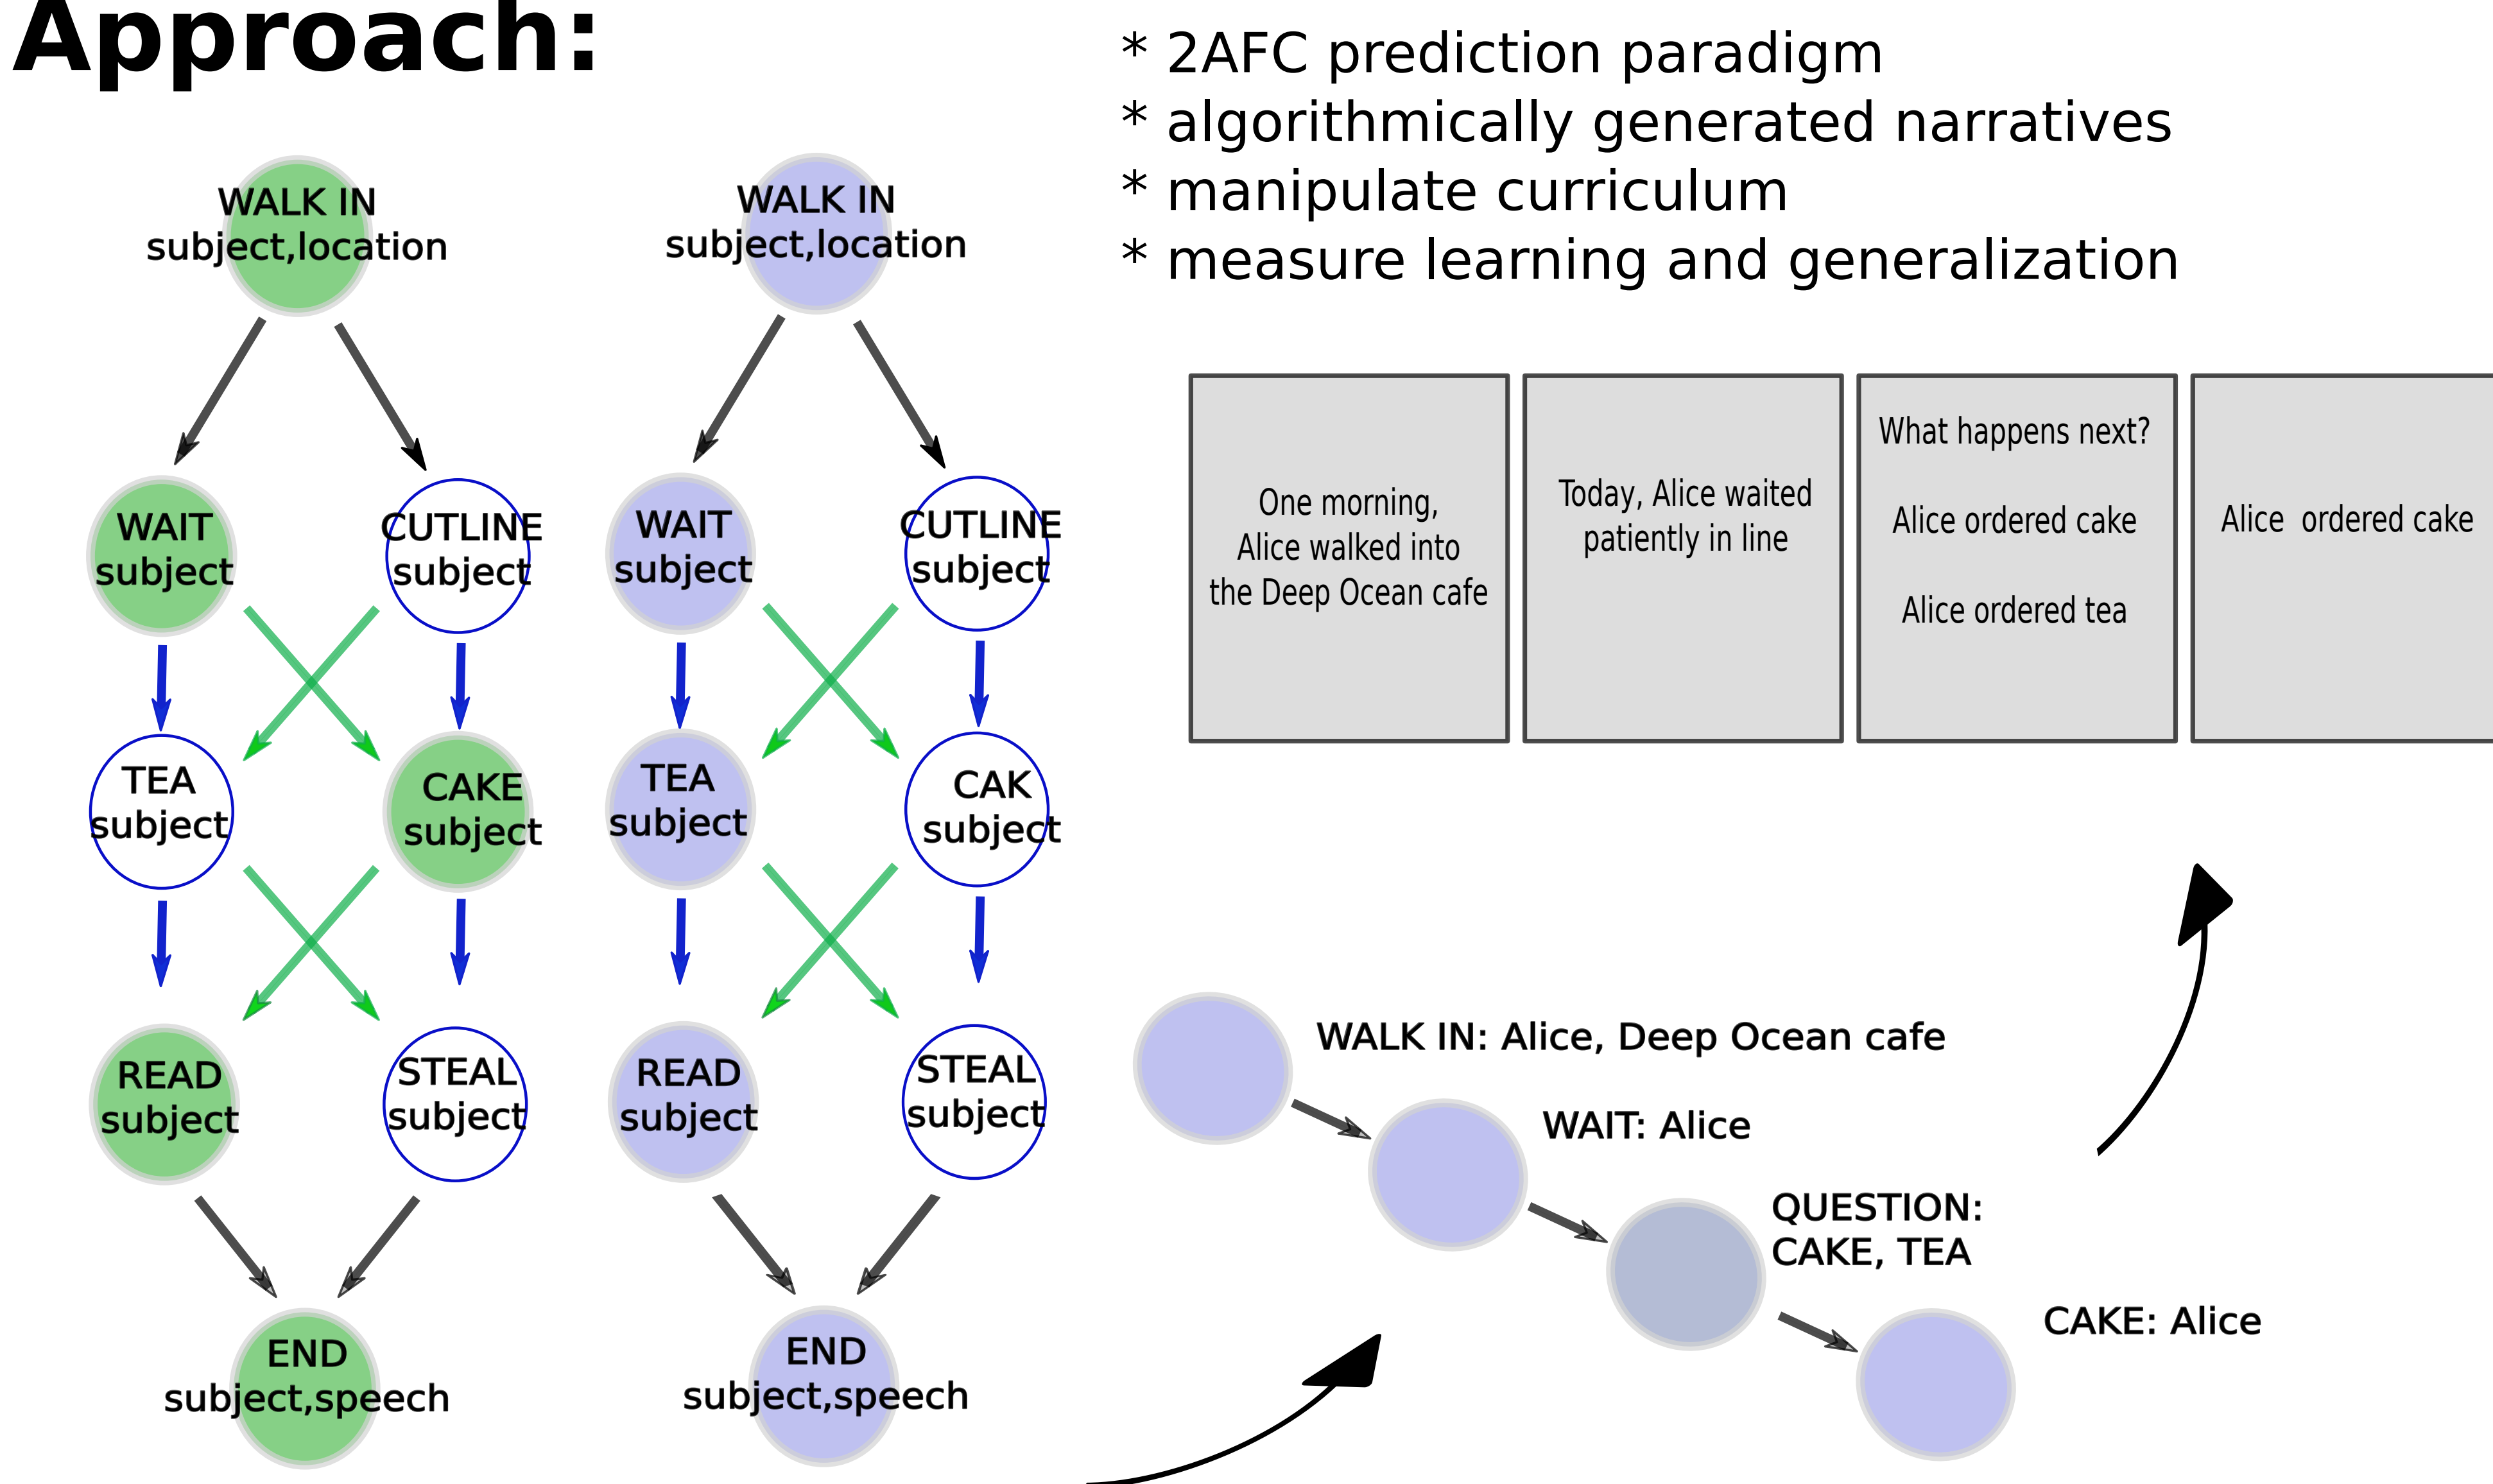 Approach:
* 2AFC prediction paradigm
* algorithmically generated narratives
* manipulate curriculum
* measure learning and generalization
WALK IN
subject,location
WAIT
subject
CUTLINE
subject
TEA
subject
CAKE
subject
READ
subject
STEAL
subject
END
subject,speech
WALK IN
subject,location
WAIT
subject
CUTLINE
subject
TEA
subject
CAK
subject
READ
subject
STEAL
subject
END
subject,speech
One morning,
Alice walked into
the Deep Ocean cafe
Today, Alice waited
patiently in line
What happens next?
Alice ordered cake
Alice ordered tea
Alice  ordered cake
WALK IN: Alice, Deep Ocean cafe
WAIT: Alice
QUESTION:
CAKE, TEA
CAKE: Alice